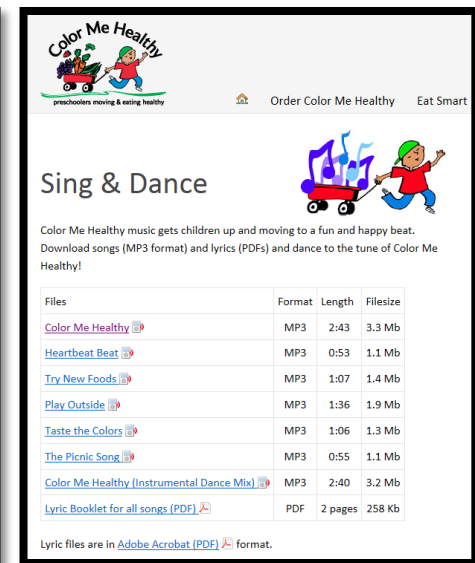 Color Me Healthy
preschoolers moving & eating healthy
Order Color Me Healthy Eat Smart
Sing & Dance
Color Me Healthy music gets children up and moving to a fun and happy beat.
Download songs (MP3 format) and lyrics (PDFs) and dance to the tune of Color Me
Healthy!
Files Format Length Filesize
Color Me Healthy MP3 2:43 3.3 Mb
Heartbeat Beat MP3 0:53 1.1 Mb
Try New Foods MP3 1:07 1.4 Mb
Play Outside MP3 1:36 1.9 Mb
Taste the Colors MP3 1:06 1.3 Mb
The Picnic Song MP3 0:55 1.1 Mb
Color Me Healthy (Instrumental Dance Mix) MP3 2:40 3.2 Mb
Lyric Booklet for all songs (PDF) PDF 2 pages 258 Kb
Lyric files are in Adobe Acrobat (PDF) format.